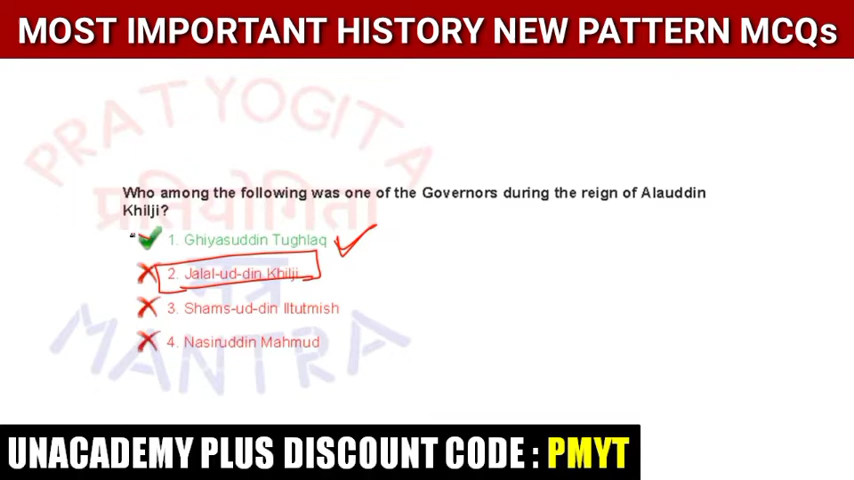 MOST IMPORTANT HISTORY NEW PATTERN MCQs
PRATYOGITA
प्रतियोगिता
Who among the following was one of the Governors during the reign of Alauddin
Khilji?
1. Ghiyasuddin Tughlaq
2. Jalal-ud-din Khilji
3. Shams-ud-din Iltutmish
4. Nasiruddin Mahmud
MANTRA
UNACADEMY PLUS DISCOUNT CODE : PMYT